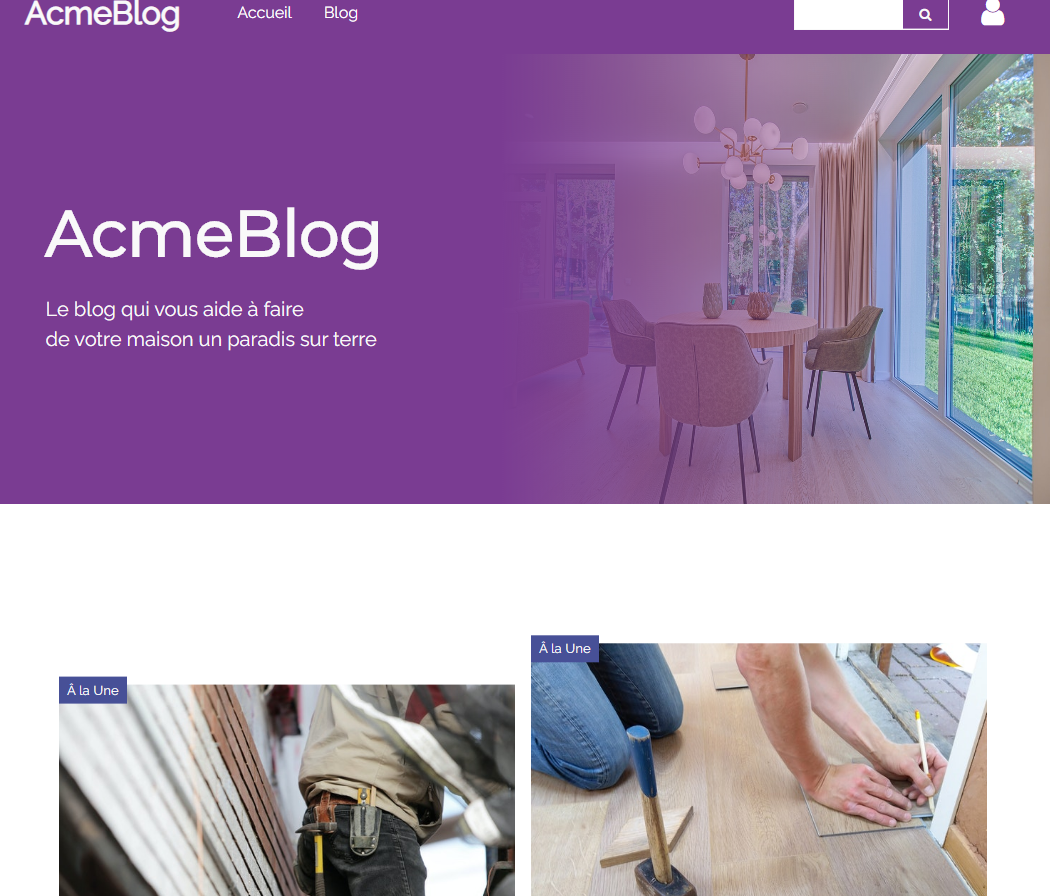 AcmeBlog
Accueil
Blog
AcmeBlog
Le blog qui vous aide à faire
de votre maison un paradis sur terre
Â la Une
Â la Une